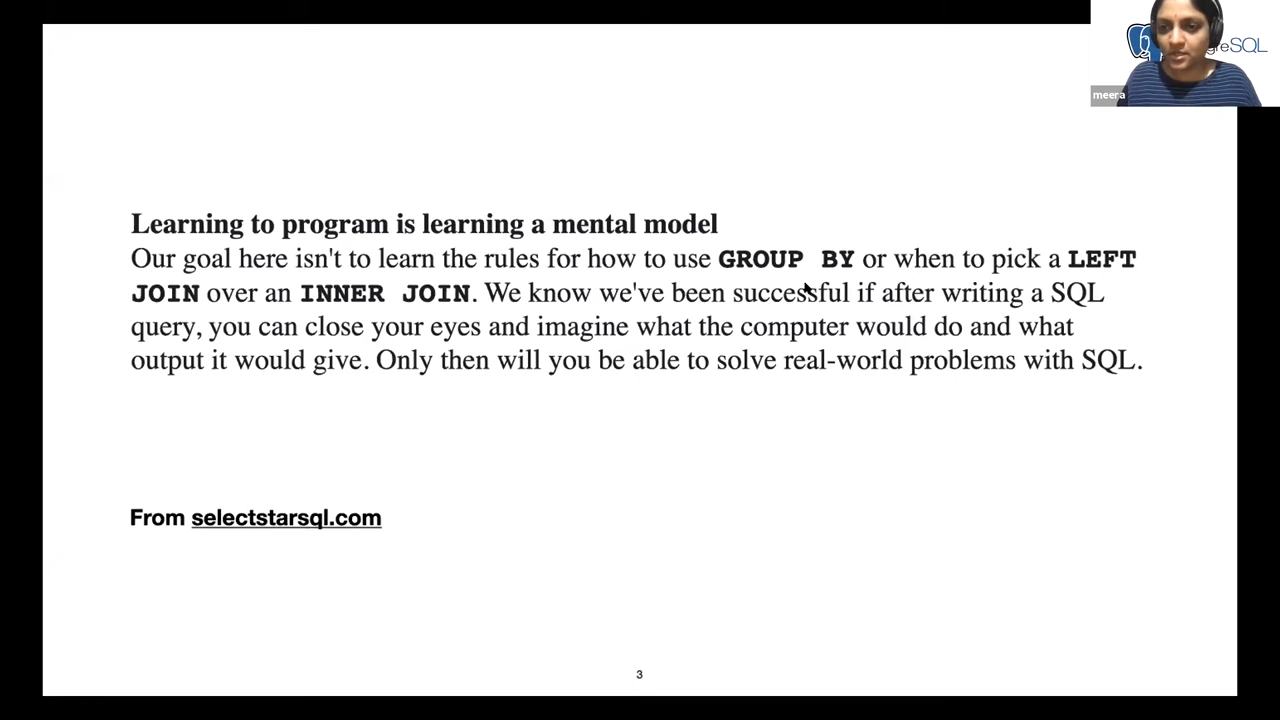 greSQL
meera
Learning to program is learning a mental model
Our goal here isn't to learn the rules for how to use GROUP BY or when to pick a LEFT
JOIN over an INNER JOIN. We know we've been successful if after writing a SQL
query, you can close your eyes and imagine what the computer would do and what
output it would give. Only then will you be able to solve real-world problems with SQL.
From selectstarsql.com
3